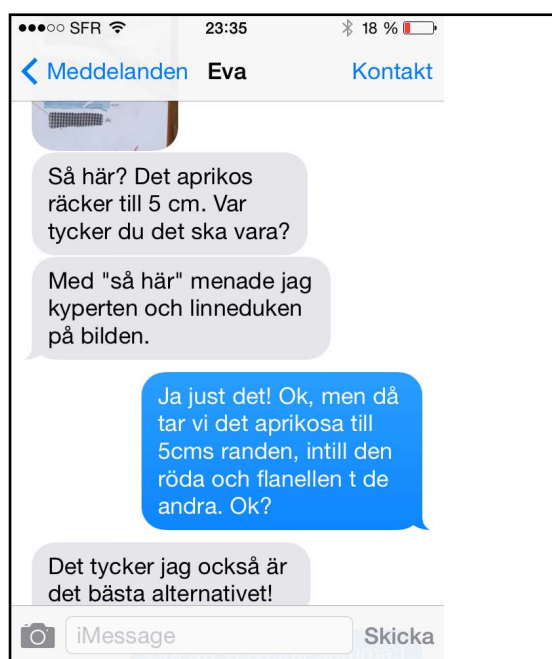 SFR 23:35 18 %
Meddelanden Eva Kontakt
Så här? Det aprikos
räcker till 5 cm. Var
tycker du det ska vara?
Med "så här" menade jag
kyperten och linneduken
på bilden.
Ja just det! Ok, men då
tar vi det aprikosa till
5cms randen, intill den
röda och flanellen t de
andra. Ok?
Det tycker jag också är
det bästa alternativet!
iMessage Skicka